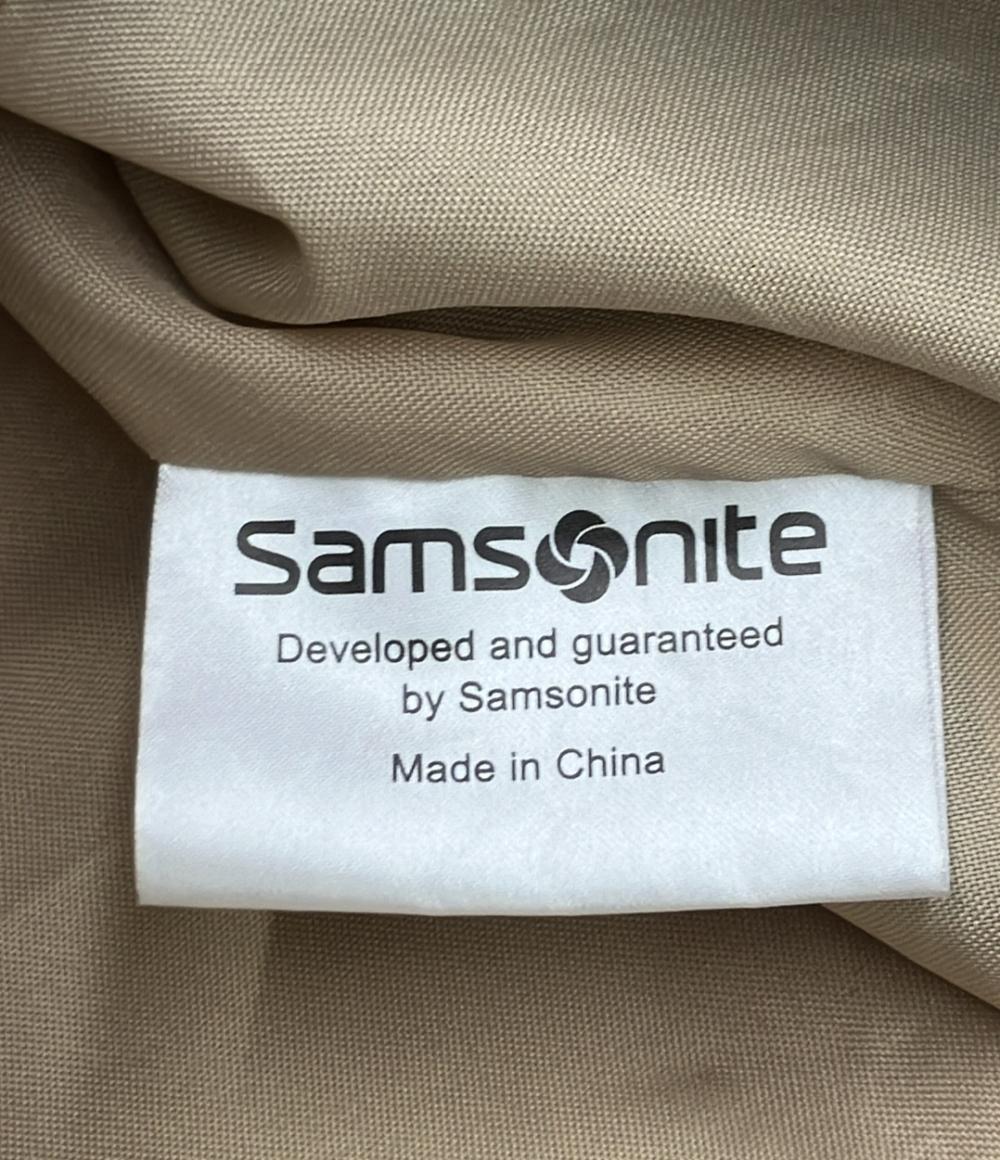 Samsonite
Developed and guaranteed
by Samsonite
Made in China